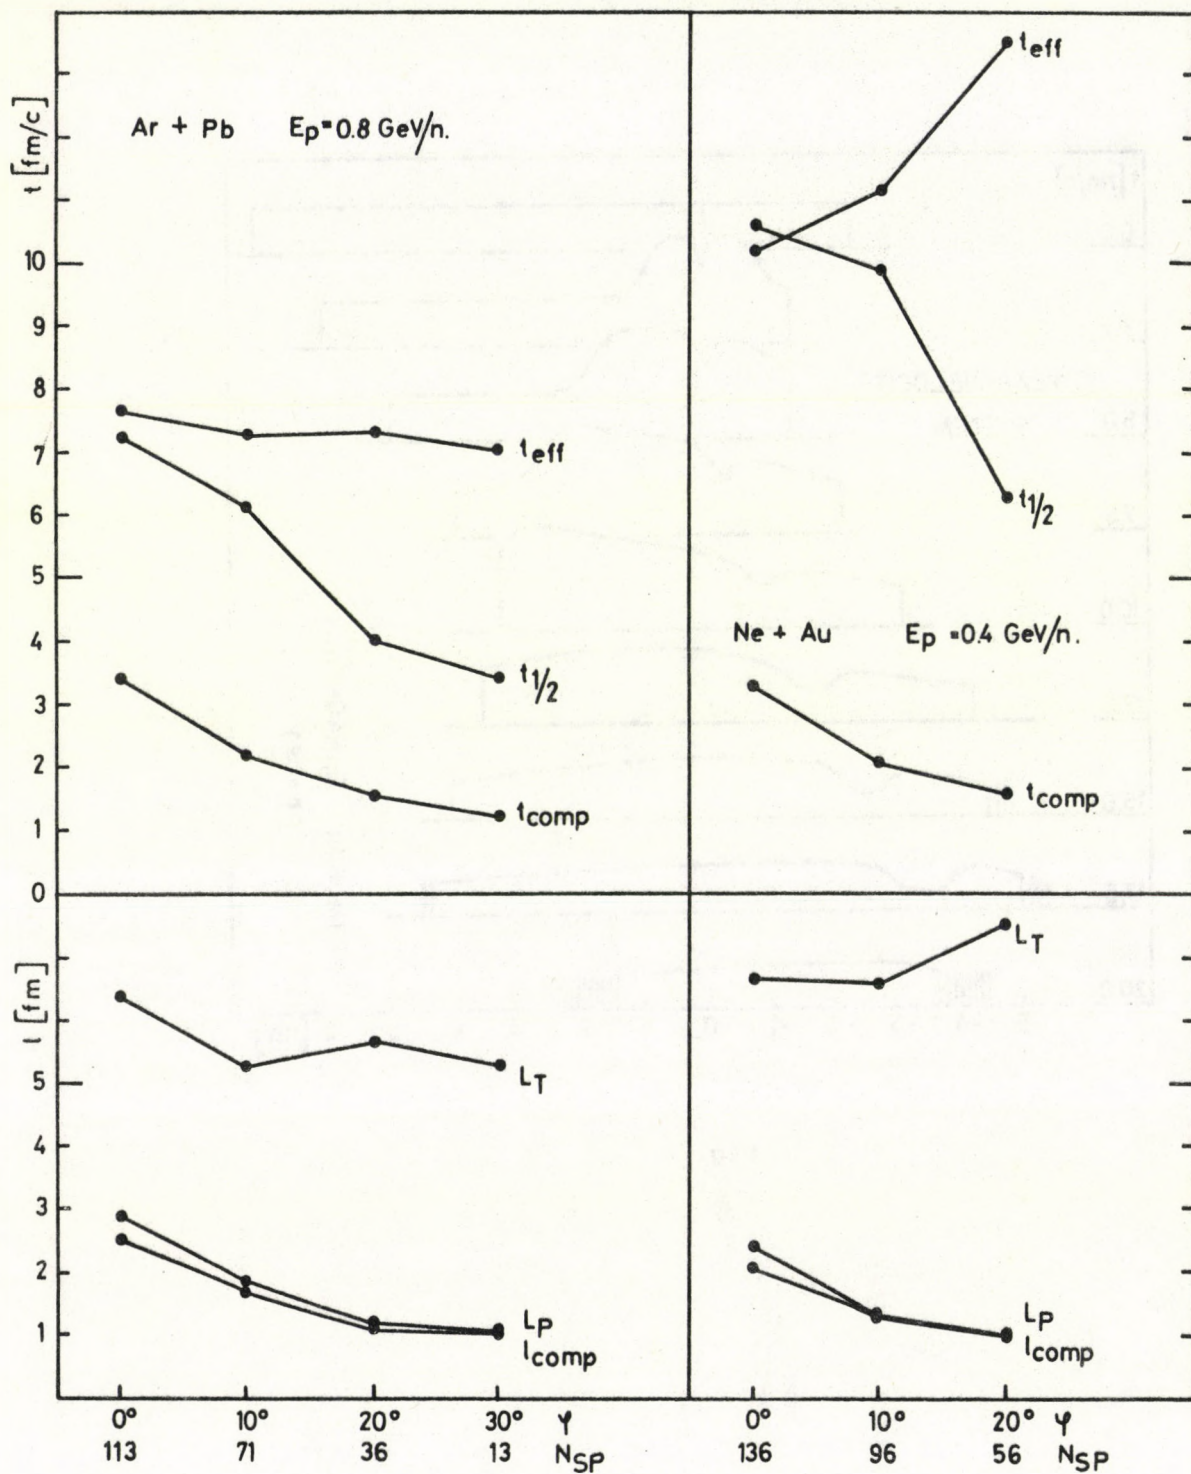 t [fm/c]
Ar + Pb Ep=0.8 GeV/n.
10
9
8
7
6
5
4
3
2
1
0
teff
t1/2
tcomp
teff
t1/2
Ne + Au Ep=0.4 GeV/n.
tcomp
l [fm]
5
4
3
2
1
LT
LP
lcomp
LT
LP
lcomp
0° 10° 20° 30° φ
113 71 36 13 NSP
0° 10° 20° φ
136 96 56 NSP